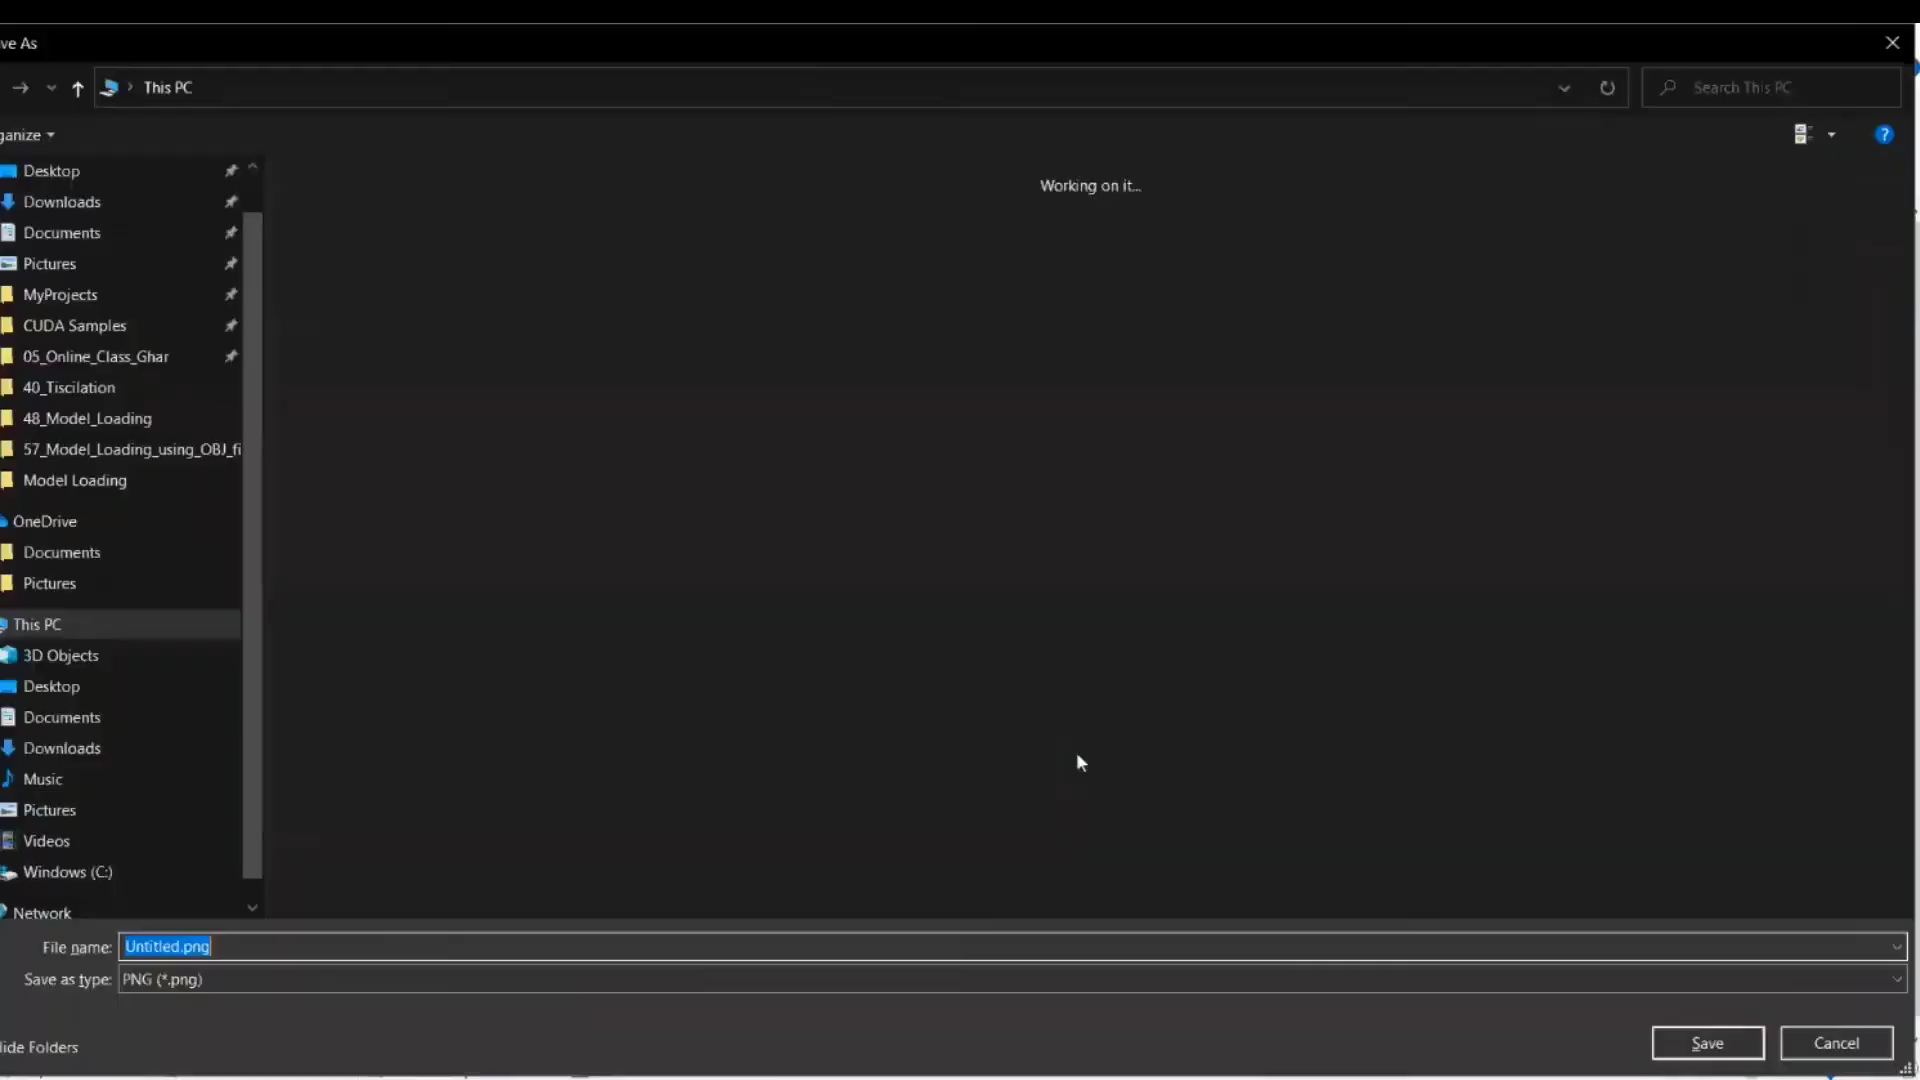 ve As
This PC
Search This PC
ganize
Desktop
Downloads
Documents
Pictures
MyProjects
CUDA Samples
05_Online_Class_Ghar
40_Tiscilation
48_Model_Loading
57_Model_Loading_using_OBJ_fi
Model Loading
OneDrive
Documents
Pictures
This PC
3D Objects
Desktop
Documents
Downloads
Music
Pictures
Videos
Windows (C:)
Network
Working on it...
File name: Untitled.png
Save as type: PNG (*.png)
lide Folders
Save
Cancel